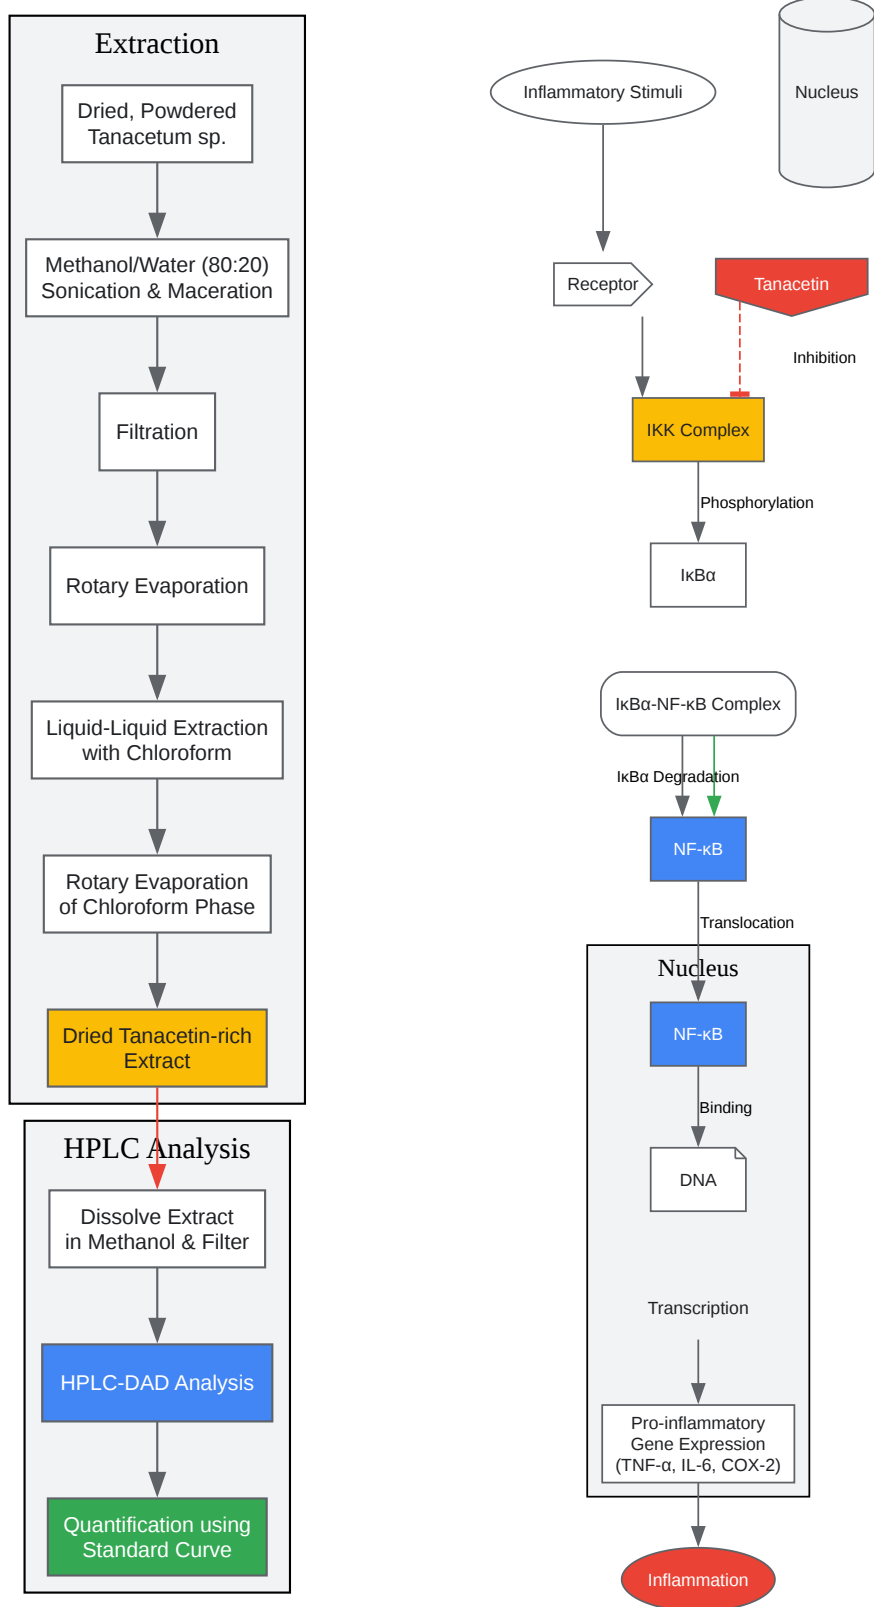 Extraction
Dried, Powdered
Tanacetum sp.
Methanol/Water (80:20)
Sonication & Maceration
Filtration
Rotary Evaporation
Liquid-Liquid Extraction
with Chloroform
Rotary Evaporation
of Chloroform Phase
Dried Tanacetin-rich
Extract
HPLC Analysis
Dissolve Extract
in Methanol & Filter
HPLC-DAD Analysis
Quantification using
Standard Curve
Nucleus
Inflammatory Stimuli
Receptor
Tanacetin
Inhibition
IKK Complex
Phosphorylation
IκBα
IκBα-NF-κB Complex
IκBα Degradation
NF-κB
Translocation
Nucleus
NF-κB
Binding
DNA
Transcription
Pro-inflammatory
Gene Expression
(TNF-α, IL-6, COX-2)
Inflammation